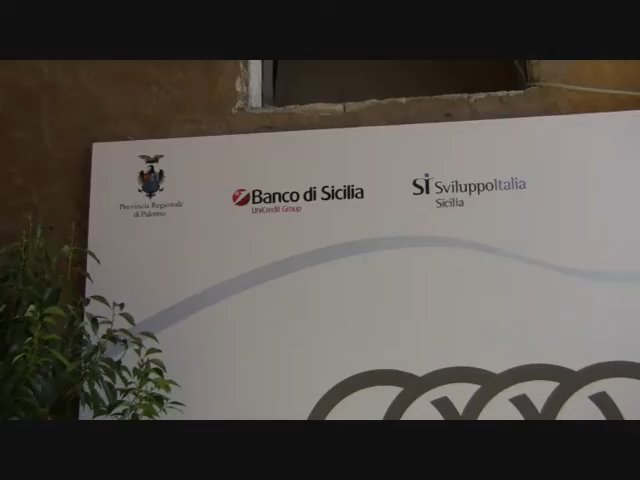 Provincia Regionale
di Palermo
Banco di Sicilia
UniCredit Group
Sì SviluppoItalia
Sicilia